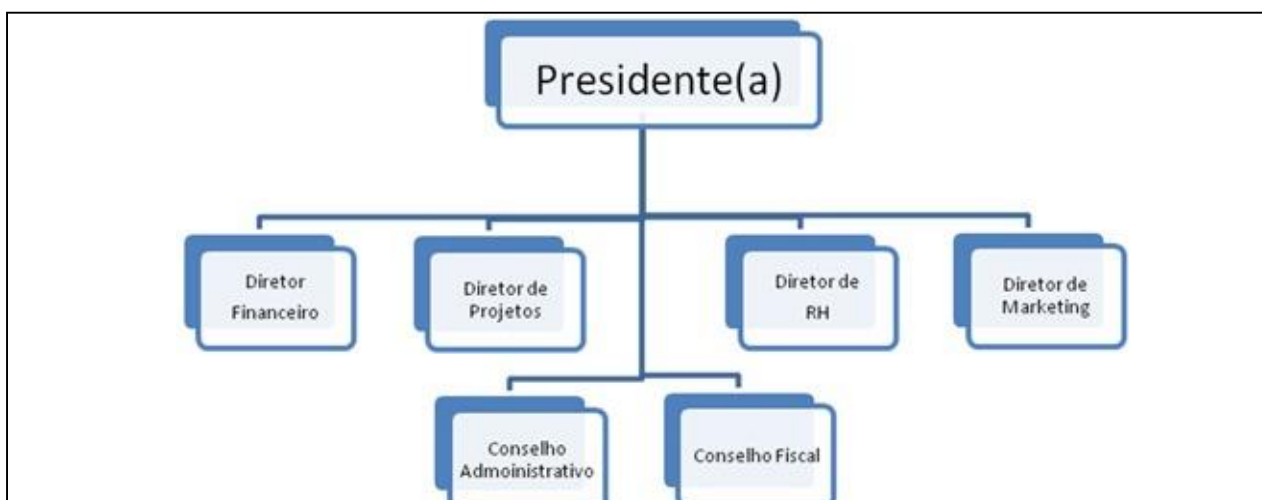 Presidente(a)
Diretor
Financeiro
Diretor de
Projetos
Diretor de
RH
Diretor de
Marketing
Conselho
Admoinistrativo
Conselho Fiscal